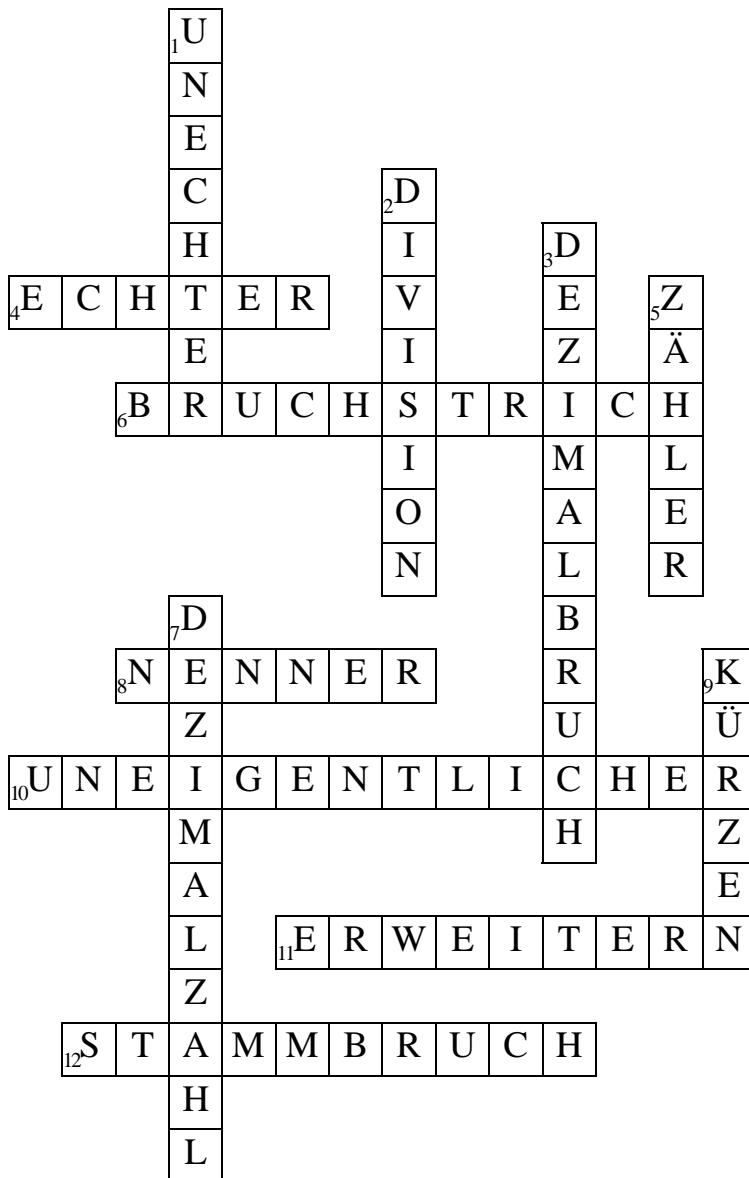 1U
N
E
C 2D
H I 3D
4E C H T E R V E 5Z
E I Z Ä
6B R U C H S T R I C H
I M L
O A E
N L R
7D B
8N E N N E R R 9K
Z U Ü
10U N E I G E N T L I C H E R
M H Z
A E
L 11E R W E I T E R N
Z
12S T A M M B R U C H
H
L